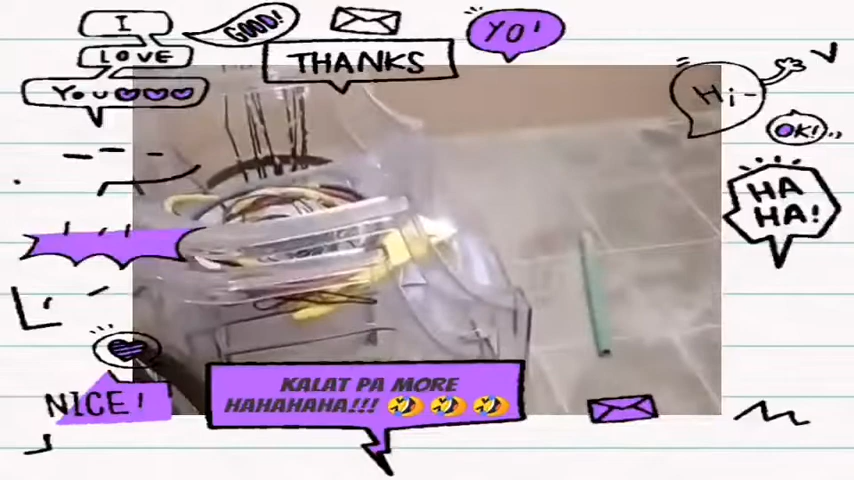 I
LOVE
YOU
GOOD!
THANKS
YO!
Hi-
OK!
HA
HA!
NICE!
KALAT PA MORE
HAHAHAHA!!! 🤣🤣🤣